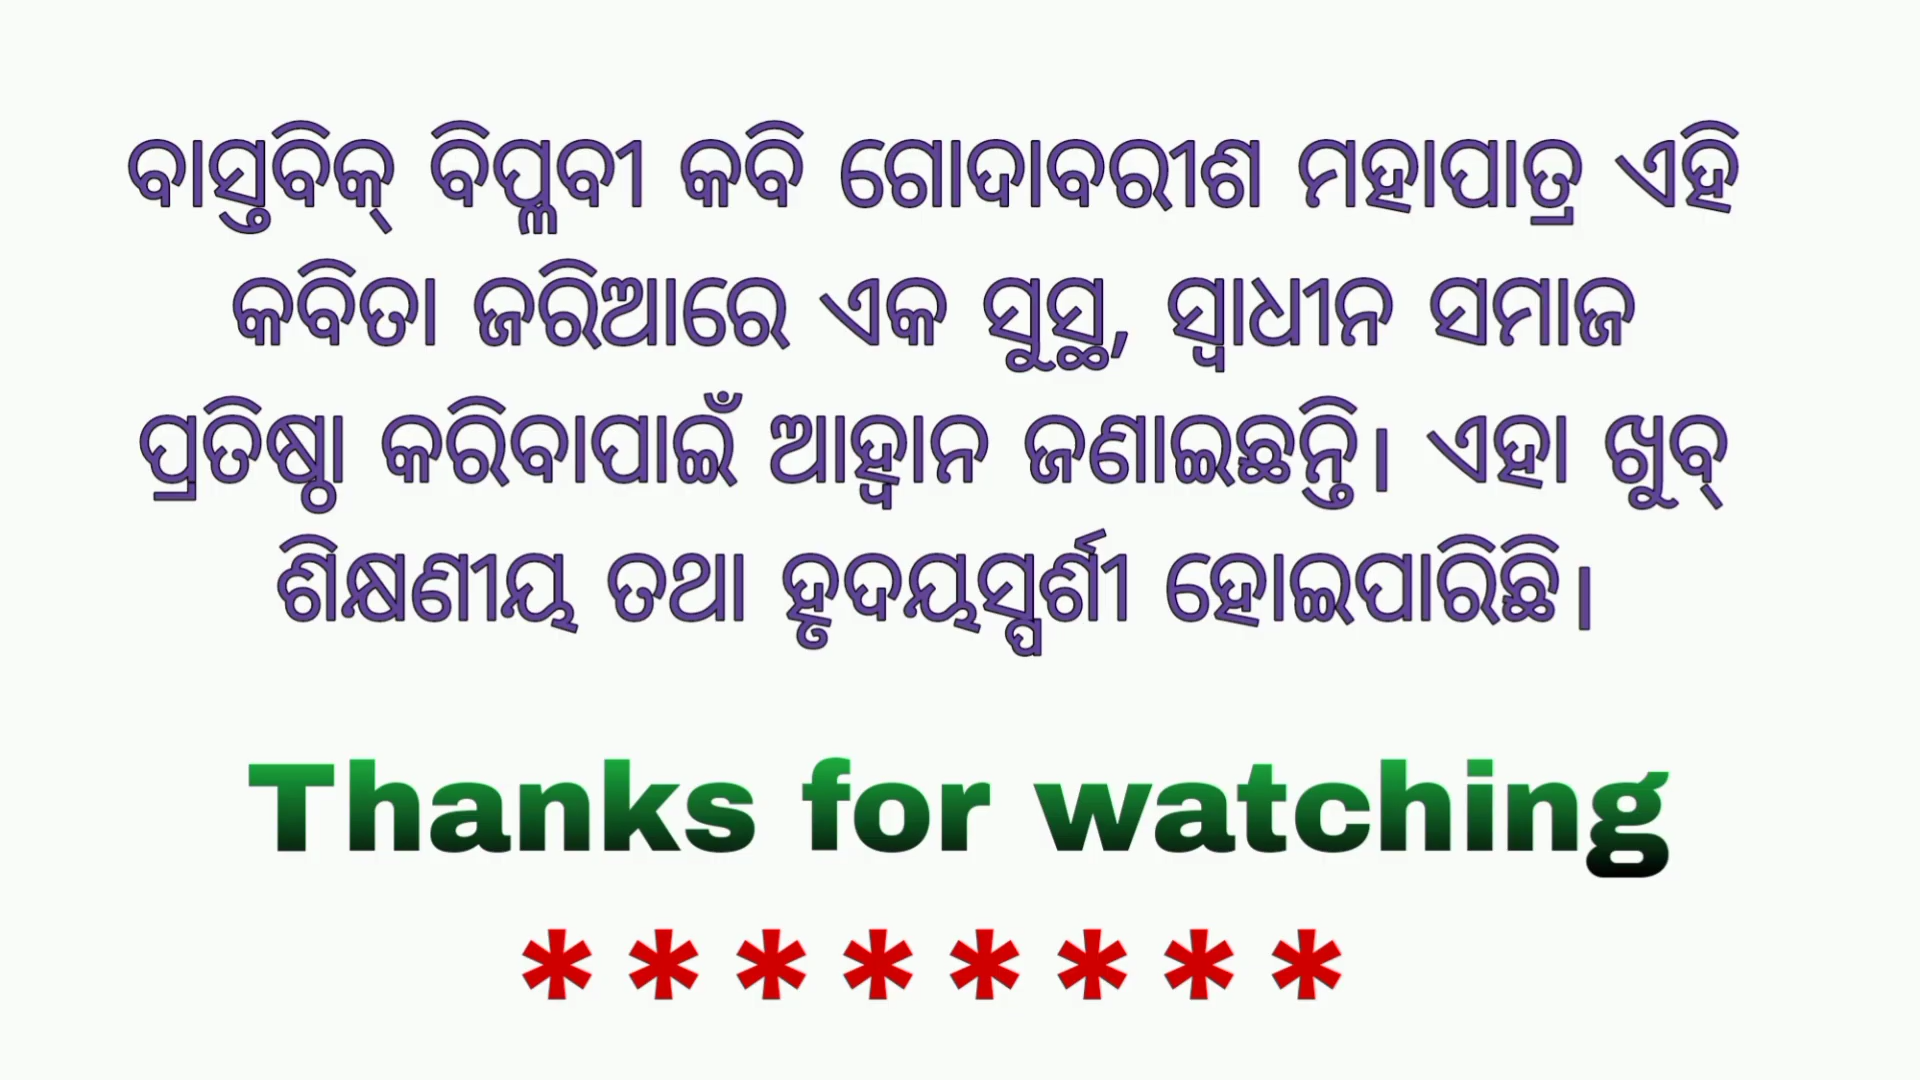 ବାସ୍ତବିକ୍ ବିପ୍ଳବୀ କବି ଗୋଦାବରୀଶ ମହାପାତ୍ର ଏହି
କବିତା ଜରିଆରେ ଏକ ସୁସ୍ଥ, ସ୍ୱାଧୀନ ସମାଜ
ପ୍ରତିଷ୍ଠା କରିବାପାଇଁ ଆହ୍ୱାନ ଜଣାଇଛନ୍ତି। ଏହା ଖୁବ୍
ଶିକ୍ଷଣୀୟ ତଥା ହୃଦୟସ୍ପର୍ଶୀ ହୋଇପାରିଛି।
Thanks for watching
********